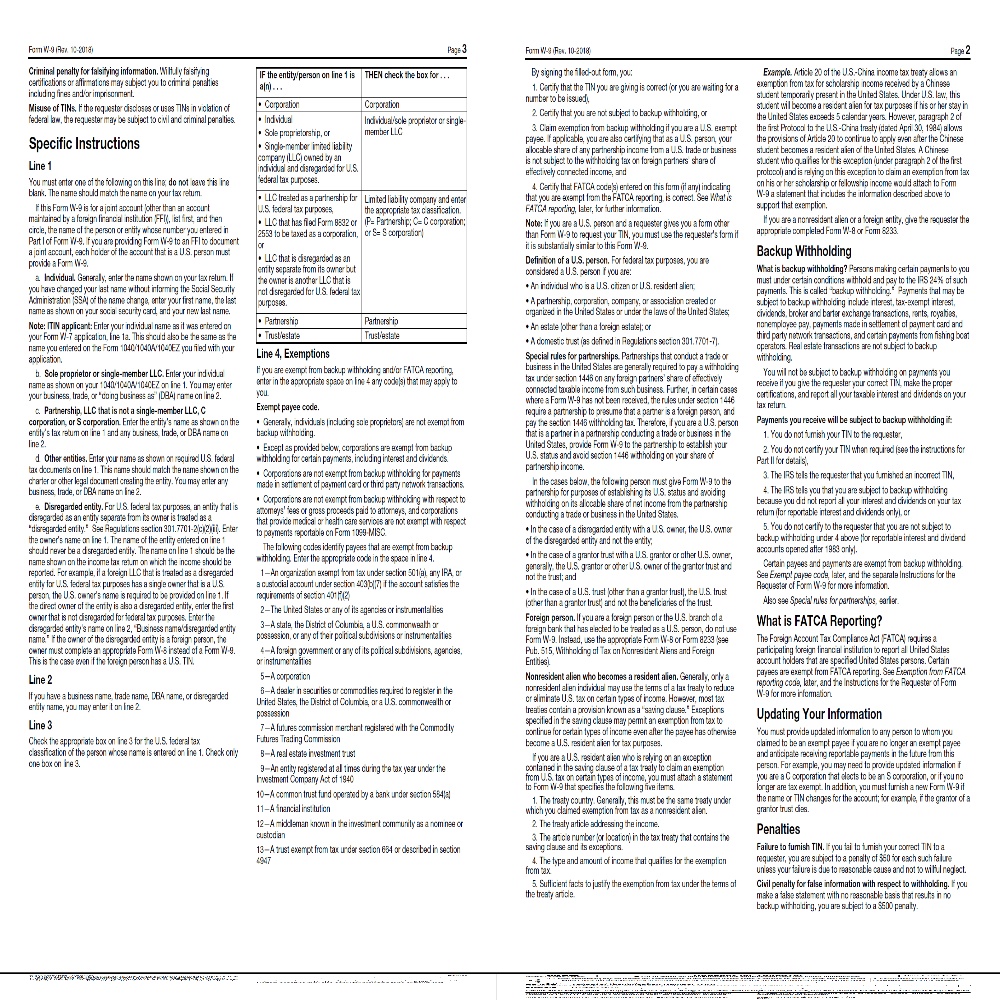 Form W-9 (Rev. 10-2018)
Page 3
Criminal penalty for falsifying information. Willfully falsifying
certifications or affirmations may subject you to criminal penalties
including fines and/or imprisonment.
Misuse of TINs. If the requester discloses or uses TINs in violation of
federal law, the requester may be subject to civil and criminal penalties.
Specific Instructions
Line 1
You must enter one of the following on this line; do not leave this line
blank. The name should match the name on your tax return.
If this Form W-9 is for a joint account (other than an account
maintained by a foreign financial institution (FFI)), list first, and then
circle, the name of the person or entity whose number you entered in
Part I of Form W-9. If you are providing Form W-9 to an FFI to document
a joint account, each holder of the account that is a U.S. person must
provide a Form W-9.
a. Individual. Generally, enter the name shown on your tax return. If
you have changed your last name without informing the Social Security
Administration (SSA) of the name change, enter your first name, the last
name as shown on your social security card, and your new last name.
Note: ITIN applicant: Enter your individual name as it was entered on
your Form W-7 application, line 1a. This should also be the same as the
name you entered on the Form 1040/1040A/1040EZ you filed with your
application.
b. Sole proprietor or single-member LLC. Enter your individual
name as shown on your 1040/1040A/1040EZ on line 1. You may enter
your business, trade, or “doing business as” (DBA) name on line 2.
c. Partnership, LLC that is not a single-member LLC, C
corporation, or S corporation. Enter the entity's name as shown on the
entity's tax return on line 1 and any business, trade, or DBA name on
line 2.
d. Other entities. Enter your name as shown on required U.S. federal
tax documents on line 1. This name should match the name shown on the
charter or other legal document creating the entity. You may enter any
business, trade, or DBA name on line 2.
e. Disregarded entity. For U.S. federal tax purposes, an entity that is
disregarded as an entity separate from its owner is treated as a
“disregarded entity.” See Regulations section 301.7701-2(c)(2)(iii). Enter
the owner's name on line 1. The name of the entity entered on line 1
should never be a disregarded entity. The name on line 1 should be the
name shown on the income tax return on which the income should be
reported. For example, if a foreign LLC that is treated as a disregarded
entity for U.S. federal tax purposes has a single owner that is a U.S.
person, the U.S. owner's name is required to be provided on line 1. If
the direct owner of the entity is also a disregarded entity, enter the first
owner that is not disregarded for federal tax purposes. Enter the
disregarded entity's name on line 2, “Business name/disregarded entity
name.” If the owner of the disregarded entity is a foreign person, the
owner must complete an appropriate Form W-8 instead of a Form W-9.
This is the case even if the foreign person has a U.S. TIN.
Line 2
If you have a business name, trade name, DBA name, or disregarded
entity name, you may enter it on line 2.
Line 3
Check the appropriate box on line 3 for the U.S. federal tax
classification of the person whose name is entered on line 1. Check only
one box on line 3.
IF the entity/person on line 1 is
a(n) . . .
THEN check the box for . . .
• Corporation
Corporation
• Individual
• Sole proprietorship, or
• Single-member limited liability
company (LLC) owned by an
individual and disregarded for U.S.
federal tax purposes.
Individual/sole proprietor or single-
member LLC
• LLC treated as a partnership for
U.S. federal tax purposes,
• LLC that has filed Form 8832 or
2553 to be taxed as a corporation,
or
• LLC that is disregarded as an
entity separate from its owner but
the owner is another LLC that is
not disregarded for U.S. federal tax
purposes.
Limited liability company and enter
the appropriate tax classification.
(P= Partnership; C= C corporation;
or S= S corporation)
• Partnership
Partnership
• Trust/estate
Trust/estate
Line 4, Exemptions
If you are exempt from backup withholding and/or FATCA reporting,
enter in the appropriate space on line 4 any code(s) that may apply to
you.
Exempt payee code.
• Generally, individuals (including sole proprietors) are not exempt from
backup withholding.
• Except as provided below, corporations are exempt from backup
withholding for certain payments, including interest and dividends.
• Corporations are not exempt from backup withholding for payments
made in settlement of payment card or third party network transactions.
• Corporations are not exempt from backup withholding with respect to
attorneys' fees or gross proceeds paid to attorneys, and corporations
that provide medical or health care services are not exempt with respect
to payments reportable on Form 1099-MISC.
The following codes identify payees that are exempt from backup
withholding. Enter the appropriate code in the space in line 4.
1—An organization exempt from tax under section 501(a), any IRA, or
a custodial account under section 403(b)(7) if the account satisfies the
requirements of section 401(f)(2)
2—The United States or any of its agencies or instrumentalities
3—A state, the District of Columbia, a U.S. commonwealth or
possession, or any of their political subdivisions or instrumentalities
4—A foreign government or any of its political subdivisions, agencies,
or instrumentalities
5—A corporation
6—A dealer in securities or commodities required to register in the
United States, the District of Columbia, or a U.S. commonwealth or
possession
7—A futures commission merchant registered with the Commodity
Futures Trading Commission
8—A real estate investment trust
9—An entity registered at all times during the tax year under the
Investment Company Act of 1940
10—A common trust fund operated by a bank under section 584(a)
11—A financial institution
12—A middleman known in the investment community as a nominee or
custodian
13—A trust exempt from tax under section 664 or described in section
4947
Form W-9 (Rev. 10-2018)
Page 2
By signing the filled-out form, you:
1. Certify that the TIN you are giving is correct (or you are waiting for a
number to be issued),
2. Certify that you are not subject to backup withholding, or
3. Claim exemption from backup withholding if you are a U.S. exempt
payee. If applicable, you are also certifying that as a U.S. person, your
allocable share of any partnership income from a U.S. trade or business
is not subject to the withholding tax on foreign partners' share of
effectively connected income, and
4. Certify that FATCA code(s) entered on this form (if any) indicating
that you are exempt from the FATCA reporting, is correct. See What is
FATCA reporting, later, for further information.
Note: If you are a U.S. person and a requester gives you a form other
than Form W-9 to request your TIN, you must use the requester's form if
it is substantially similar to this Form W-9.
Definition of a U.S. person. For federal tax purposes, you are
considered a U.S. person if you are:
• An individual who is a U.S. citizen or U.S. resident alien;
• A partnership, corporation, company, or association created or
organized in the United States or under the laws of the United States;
• An estate (other than a foreign estate); or
• A domestic trust (as defined in Regulations section 301.7701-7).
Special rules for partnerships. Partnerships that conduct a trade or
business in the United States are generally required to pay a withholding
tax under section 1446 on any foreign partners' share of effectively
connected taxable income from such business. Further, in certain cases
where a Form W-9 has not been received, the rules under section 1446
require a partnership to presume that a partner is a foreign person, and
pay the section 1446 withholding tax. Therefore, if you are a U.S. person
that is a partner in a partnership conducting a trade or business in the
United States, provide Form W-9 to the partnership to establish your
U.S. status and avoid section 1446 withholding on your share of
partnership income.
In the cases below, the following person must give Form W-9 to the
partnership for purposes of establishing its U.S. status and avoiding
withholding on its allocable share of net income from the partnership
conducting a trade or business in the United States.
• In the case of a disregarded entity with a U.S. owner, the U.S. owner
of the disregarded entity and not the entity;
• In the case of a grantor trust with a U.S. grantor or other U.S. owner,
generally, the U.S. grantor or other U.S. owner of the grantor trust and
not the trust; and
• In the case of a U.S. trust (other than a grantor trust), the U.S. trust
(other than a grantor trust) and not the beneficiaries of the trust.
Foreign person. If you are a foreign person or the U.S. branch of a
foreign bank that has elected to be treated as a U.S. person, do not use
Form W-9. Instead, use the appropriate Form W-8 or Form 8233 (see
Pub. 515, Withholding of Tax on Nonresident Aliens and Foreign
Entities).
Nonresident alien who becomes a resident alien. Generally, only a
nonresident alien individual may use the terms of a tax treaty to reduce
or eliminate U.S. tax on certain types of income. However, most tax
treaties contain a provision known as a “saving clause.” Exceptions
specified in the saving clause may permit an exemption from tax to
continue for certain types of income even after the payee has otherwise
become a U.S. resident alien for tax purposes.
If you are a U.S. resident alien who is relying on an exception
contained in the saving clause of a tax treaty to claim an exemption
from U.S. tax on certain types of income, you must attach a statement
to Form W-9 that specifies the following five items.
1. The treaty country. Generally, this must be the same treaty under
which you claimed exemption from tax as a nonresident alien.
2. The treaty article addressing the income.
3. The article number (or location) in the tax treaty that contains the
saving clause and its exceptions.
4. The type and amount of income that qualifies for the exemption
from tax.
5. Sufficient facts to justify the exemption from tax under the terms of
the treaty article.
Example. Article 20 of the U.S.-China income tax treaty allows an
exemption from tax for scholarship income received by a Chinese
student temporarily present in the United States. Under U.S. law, this
student will become a resident alien for tax purposes if his or her stay in
the United States exceeds 5 calendar years. However, paragraph 2 of
the first Protocol to the U.S.-China treaty (dated April 30, 1984) allows
the provisions of Article 20 to continue to apply even after the Chinese
student becomes a resident alien of the United States. A Chinese
student who qualifies for this exception (under paragraph 2 of the first
protocol) and is relying on this exception to claim an exemption from tax
on his or her scholarship or fellowship income would attach to Form
W-9 a statement that includes the information described above to
support that exemption.
If you are a nonresident alien or a foreign entity, give the requester the
appropriate completed Form W-8 or Form 8233.
Backup Withholding
What is backup withholding? Persons making certain payments to you
must under certain conditions withhold and pay to the IRS 24% of such
payments. This is called “backup withholding.” Payments that may be
subject to backup withholding include interest, tax-exempt interest,
dividends, broker and barter exchange transactions, rents, royalties,
nonemployee pay, payments made in settlement of payment card and
third party network transactions, and certain payments from fishing boat
operators. Real estate transactions are not subject to backup
withholding.
You will not be subject to backup withholding on payments you
receive if you give the requester your correct TIN, make the proper
certifications, and report all your taxable interest and dividends on your
tax return.
Payments you receive will be subject to backup withholding if:
1. You do not furnish your TIN to the requester,
2. You do not certify your TIN when required (see the instructions for
Part II for details),
3. The IRS tells the requester that you furnished an incorrect TIN,
4. The IRS tells you that you are subject to backup withholding
because you did not report all your interest and dividends on your tax
return (for reportable interest and dividends only), or
5. You do not certify to the requester that you are not subject to
backup withholding under 4 above (for reportable interest and dividend
accounts opened after 1983 only).
Certain payees and payments are exempt from backup withholding.
See Exempt payee code, later, and the separate Instructions for the
Requester of Form W-9 for more information.
Also see Special rules for partnerships, earlier.
What is FATCA Reporting?
The Foreign Account Tax Compliance Act (FATCA) requires a
participating foreign financial institution to report all United States
account holders that are specified United States persons. Certain
payees are exempt from FATCA reporting. See Exemption from FATCA
reporting code, later, and the Instructions for the Requester of Form
W-9 for more information.
Updating Your Information
You must provide updated information to any person to whom you
claimed to be an exempt payee if you are no longer an exempt payee
and anticipate receiving reportable payments in the future from this
person. For example, you may need to provide updated information if
you are a C corporation that elects to be an S corporation, or if you no
longer are tax exempt. In addition, you must furnish a new Form W-9 if
the name or TIN changes for the account; for example, if the grantor of a
grantor trust dies.
Penalties
Failure to furnish TIN. If you fail to furnish your correct TIN to a
requester, you are subject to a penalty of $50 for each such failure
unless your failure is due to reasonable cause and not to willful neglect.
Civil penalty for false information with respect to withholding. If you
make a false statement with no reasonable basis that results in no
backup withholding, you are subject to a $500 penalty.